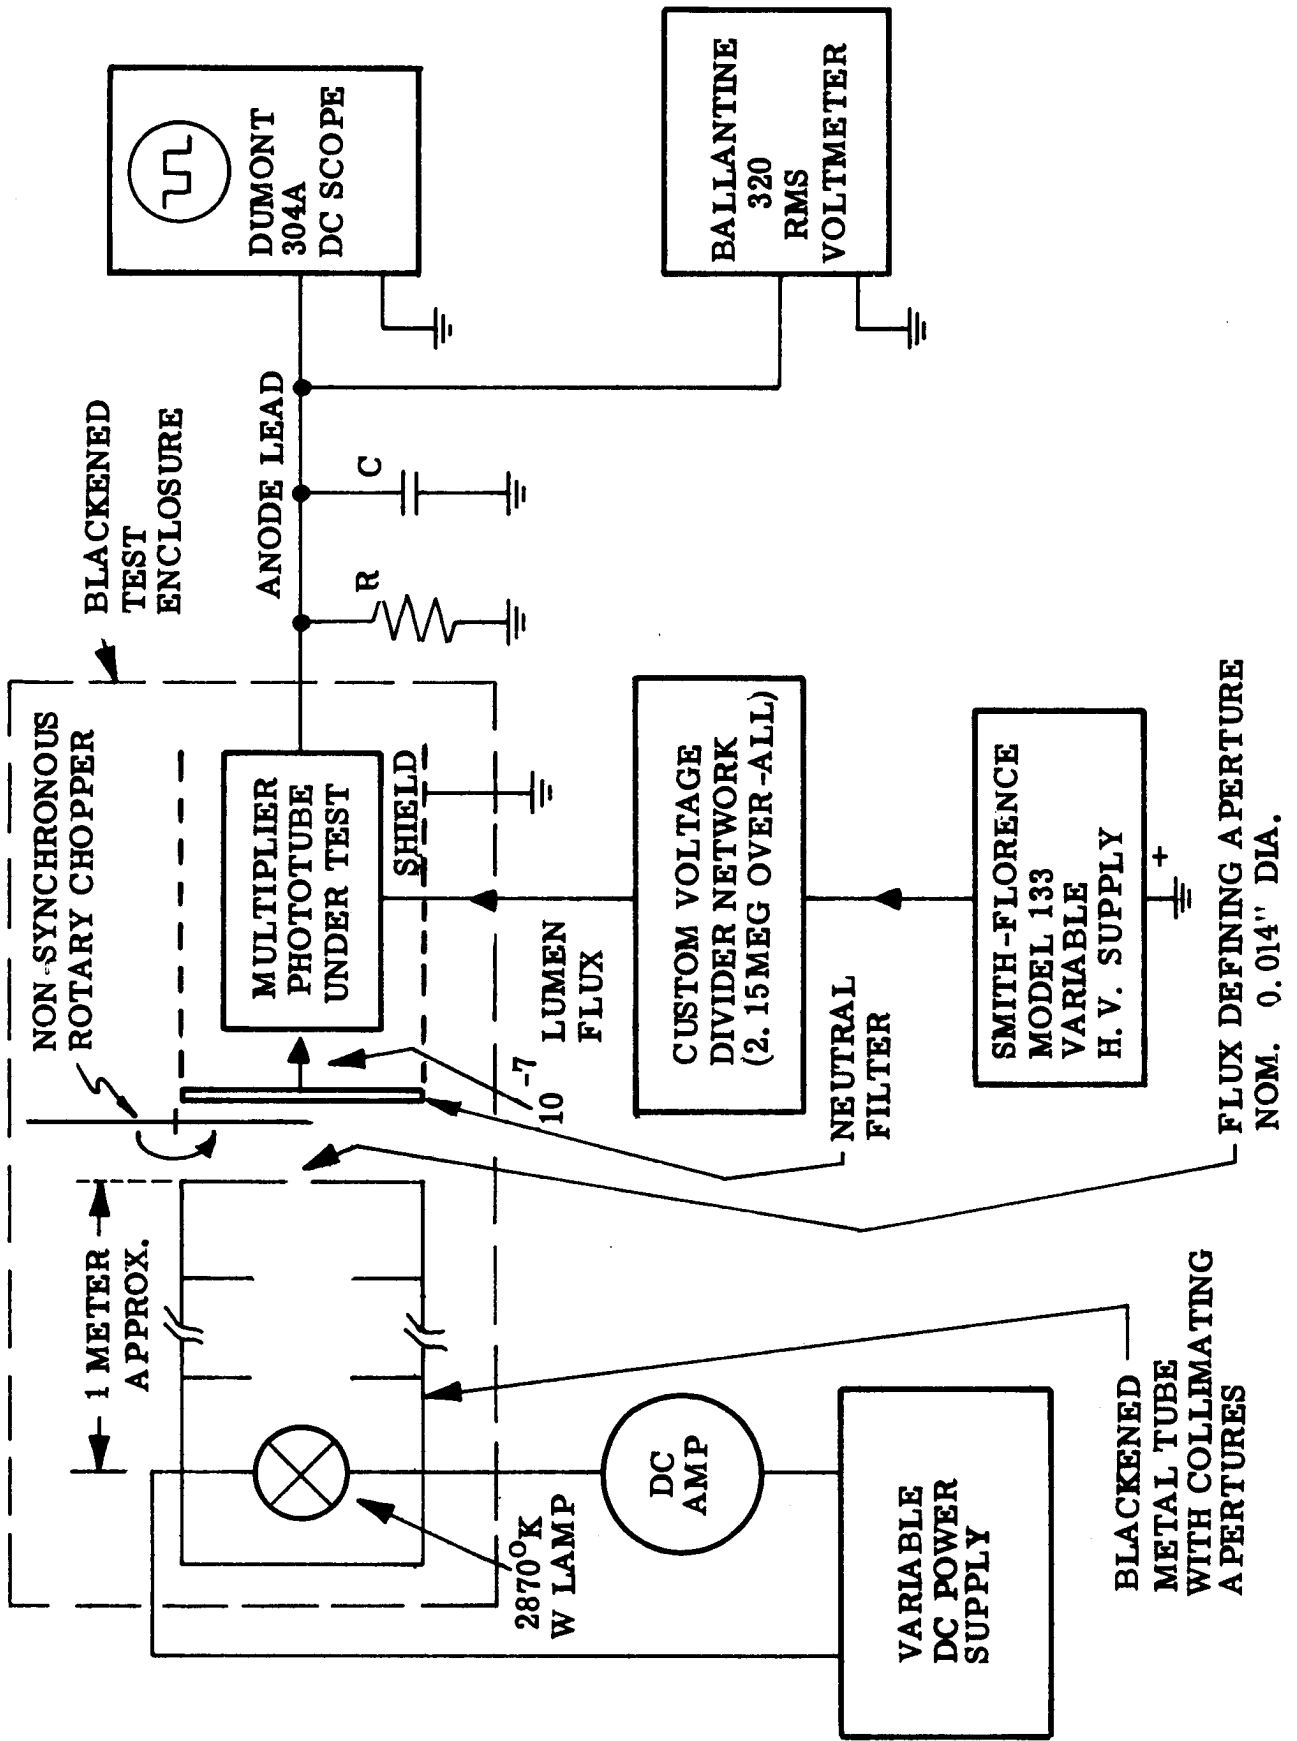 BLACKENED
TEST
ENCLOSURE
NON-SYNCHRONOUS
ROTARY CHOPPER
1 METER
APPROX.
ANODE LEAD
DUMONT
304A
DC SCOPE
R
C
BALLANTINE
320
RMS
VOLTMETER
MULTIPLIER
PHOTOTUBE
UNDER TEST
SHIELD
10-7
LUMEN
FLUX
2870OK
W LAMP
DC
AMP
CUSTOM VOLTAGE
DIVIDER NETWORK
(2.15MEG OVER-ALL)
NEUTRAL
FILTER
SMITH-FLORENCE
MODEL 133
VARIABLE
H. V. SUPPLY
+
VARIABLE
DC POWER
SUPPLY
BLACKENED
METAL TUBE
WITH COLLIMATING
APERTURES
FLUX DEFINING APERTURE
NOM. 0.014" DIA.